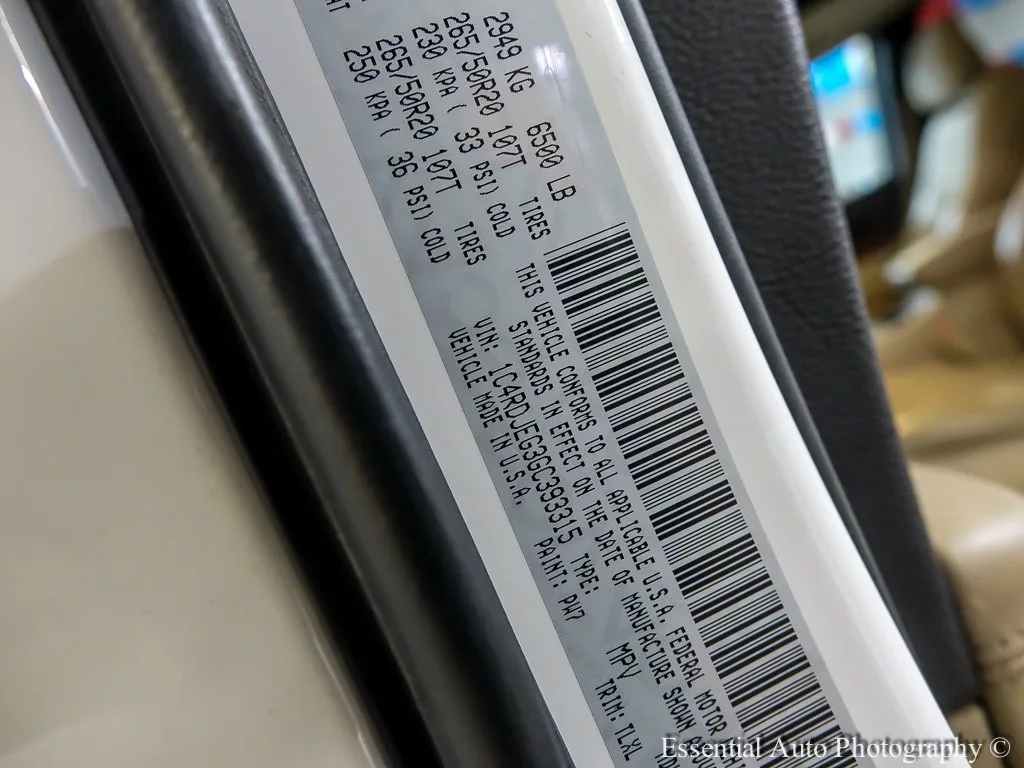 HT
2949 KG 6500 LB
265/50R20 107T TIRES
230 KPA ( 33 PSI) COLD
265/50R20 107T TIRES
250 KPA ( 36 PSI) COLD
THIS VEHICLE CONFORMS TO ALL APPLICABLE U.S.A. FEDERAL MOTOR
STANDARDS IN EFFECT ON THE DATE OF MANUFACTURE SHOWN ABOV
VIN: 1C4RDJEG3GC393315 TYPE: MPV
VEHICLE MADE IN U.S.A. PAINT: PW7 TRIM: TLXL
Essential Auto Photography ©